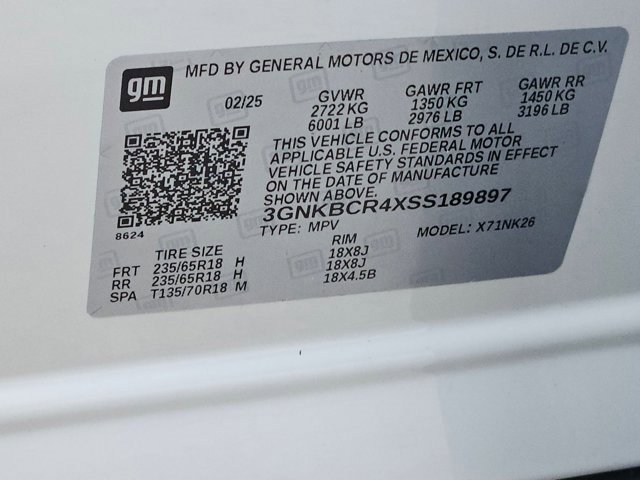 gm
MFD BY GENERAL MOTORS DE MEXICO, S. DE R.L. DE C.V.
02/25 GVWR GAWR FRT GAWR RR
2722 KG 1350 KG 1450 KG
6001 LB 2976 LB 3196 LB
THIS VEHICLE CONFORMS TO ALL
APPLICABLE U.S. FEDERAL MOTOR
VEHICLE SAFETY STANDARDS IN EFFECT
ON THE DATE OF MANUFACTURE
SHOWN ABOVE.
3GNKBCR4XSS189897
8624
TYPE: MPV MODEL: X71NK26
TIRE SIZE RIM
FRT 235/65R18 H 18X8J
RR 235/65R18 H 18X8J
SPA T135/70R18 M 18X4.5B